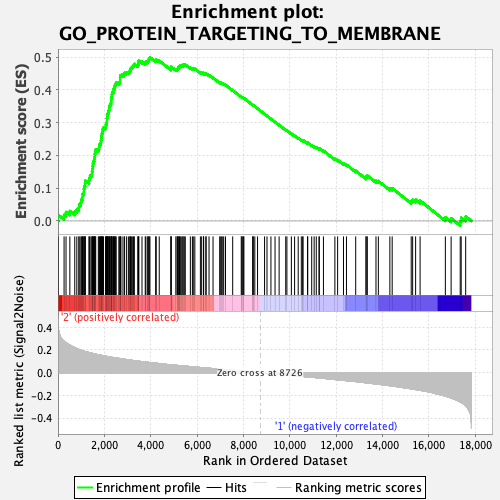 Enrichment plot:
GO_PROTEIN_TARGETING_TO_MEMBRANE
Enrichment score (ES)
0.5
0.4
0.3
0.2
0.1
0.0
'2' (positively correlated)
Ranked list metric (Signal2Noise)
0.4
0.2
0.0
-0.2
-0.4
Zero cross at 8726
'1' (negatively correlated)
0
2,000
4,000
6,000
8,000
10,000
12,000
14,000
16,000
18,000
Rank in Ordered Dataset
Enrichment profile
Hits
Ranking metric scores